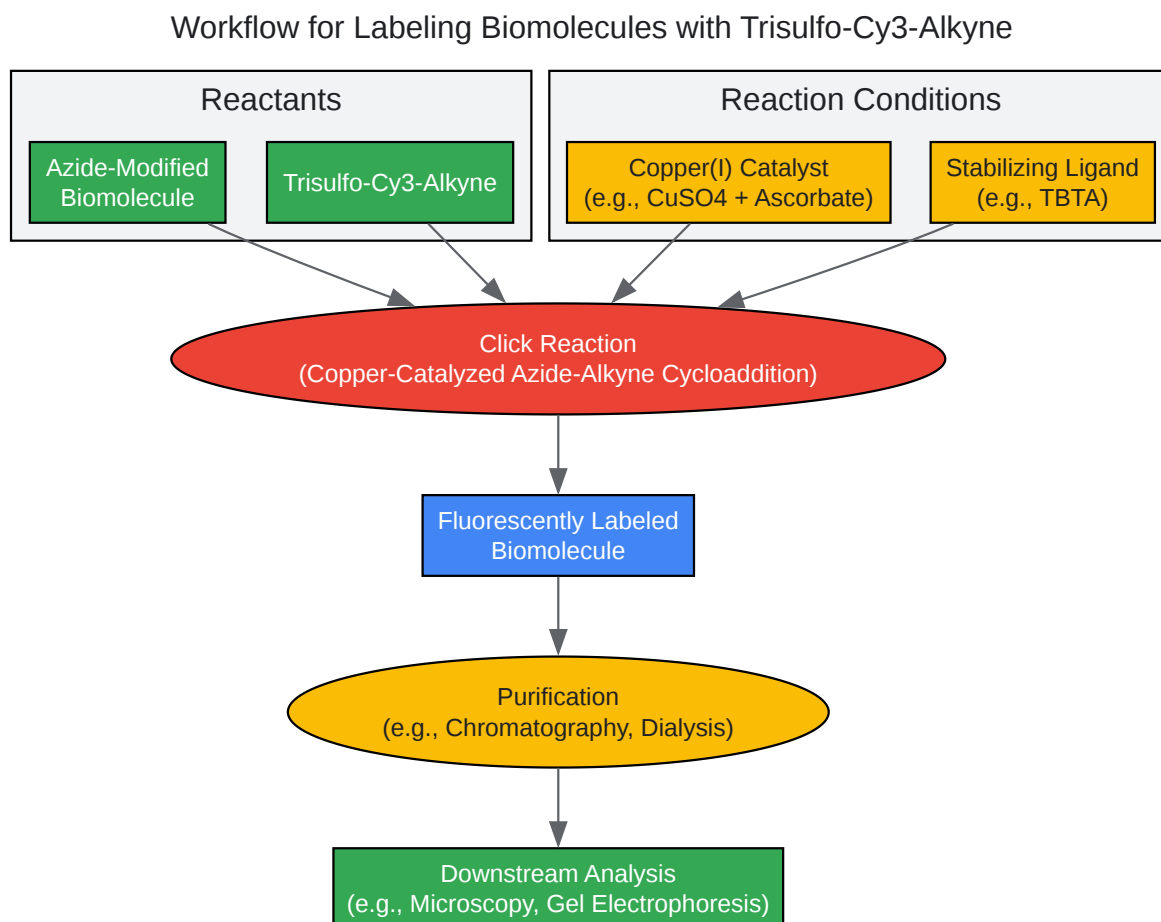 Workflow for Labeling Biomolecules with Trisulfo-Cy3-Alkyne
Reactants
Reaction Conditions
Azide-Modified
Biomolecule
Trisulfo-Cy3-Alkyne
Copper(I) Catalyst
(e.g., CuSO4 + Ascorbate)
Stabilizing Ligand
(e.g., TBTA)
Click Reaction
(Copper-Catalyzed Azide-Alkyne Cycloaddition)
Fluorescently Labeled
Biomolecule
Purification
(e.g., Chromatography, Dialysis)
Downstream Analysis
(e.g., Microscopy, Gel Electrophoresis)